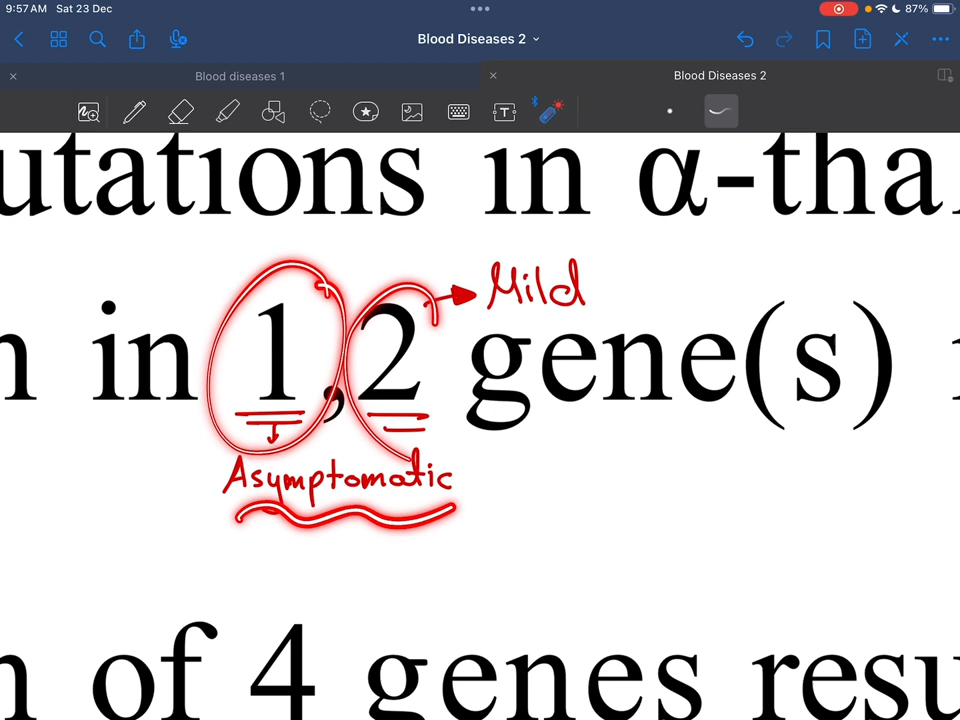 9:57 AM Sat 23 Dec
87%
Blood Diseases 2
Blood diseases 1
Blood Diseases 2
T
utations in α-tha
in 1,2 gene(s)
Mild
Asymptomatic
of 4 genes resu